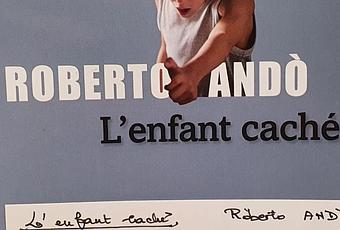 ROBERTO ANDÒ
L'enfant caché
L'enfant caché, Roberto ANDÒ